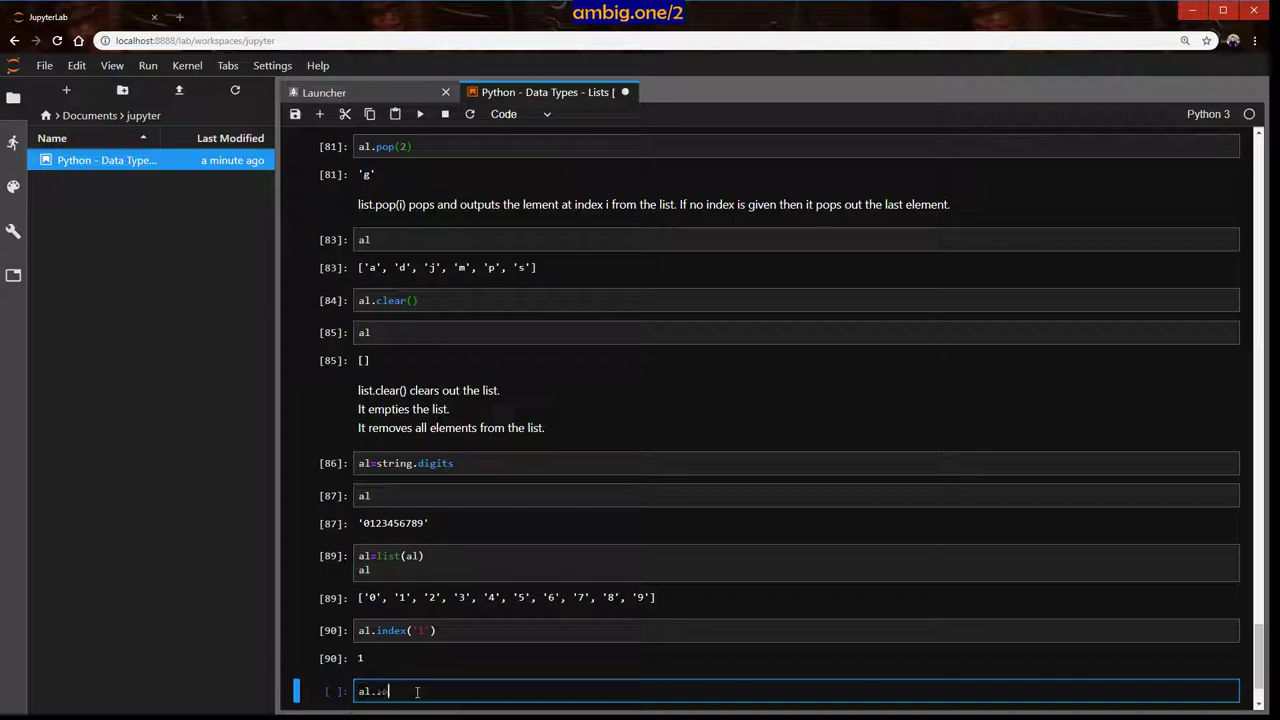 ambig.one/2
JupyterLab
localhost:8888/lab/workspaces/jupyter
File Edit View Run Kernel Tabs Settings Help
Launcher
Python - Data Types - Lists [
Code
Python 3
Documents jupyter
Name Last Modified
Python - Data Type... a minute ago
[81]: al.pop(2)
[81]: 'g'
list.pop(i) pops and outputs the lement at index i from the list. If no index is given then it pops out the last element.
[83]: al
[83]: ['a', 'd', 'j', 'm', 'p', 's']
[84]: al.clear()
[85]: al
[85]: []
list.clear() clears out the list.
It empties the list.
It removes all elements from the list.
[86]: al=string.digits
[87]: al
[87]: '0123456789'
[89]: al=list(al)
al
[89]: ['0', '1', '2', '3', '4', '5', '6', '7', '8', '9']
[90]: al.index('1')
[90]: 1
[ ]: al.